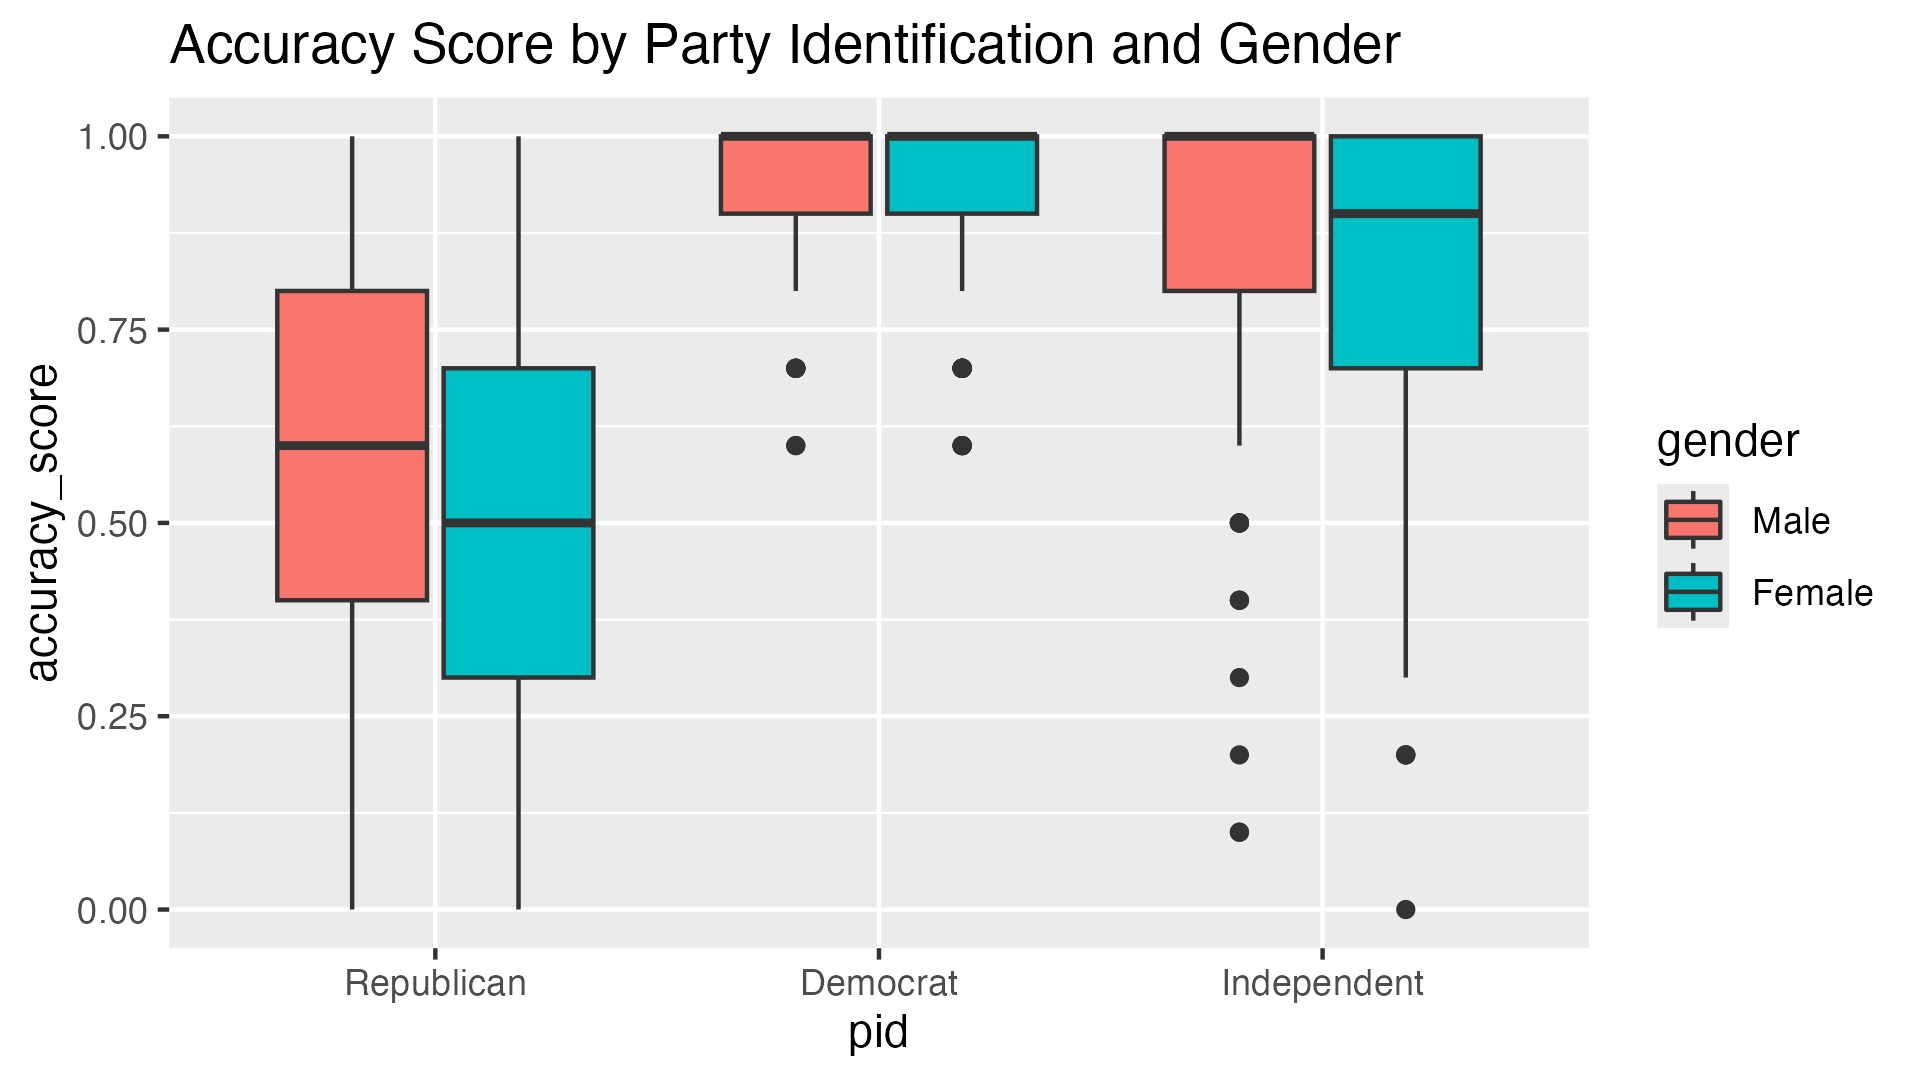 Accuracy Score by Party Identification and Gender
accuracy_score
1.00
0.75
0.50
0.25
0.00
Republican
Democrat
Independent
pid
gender
Male
Female